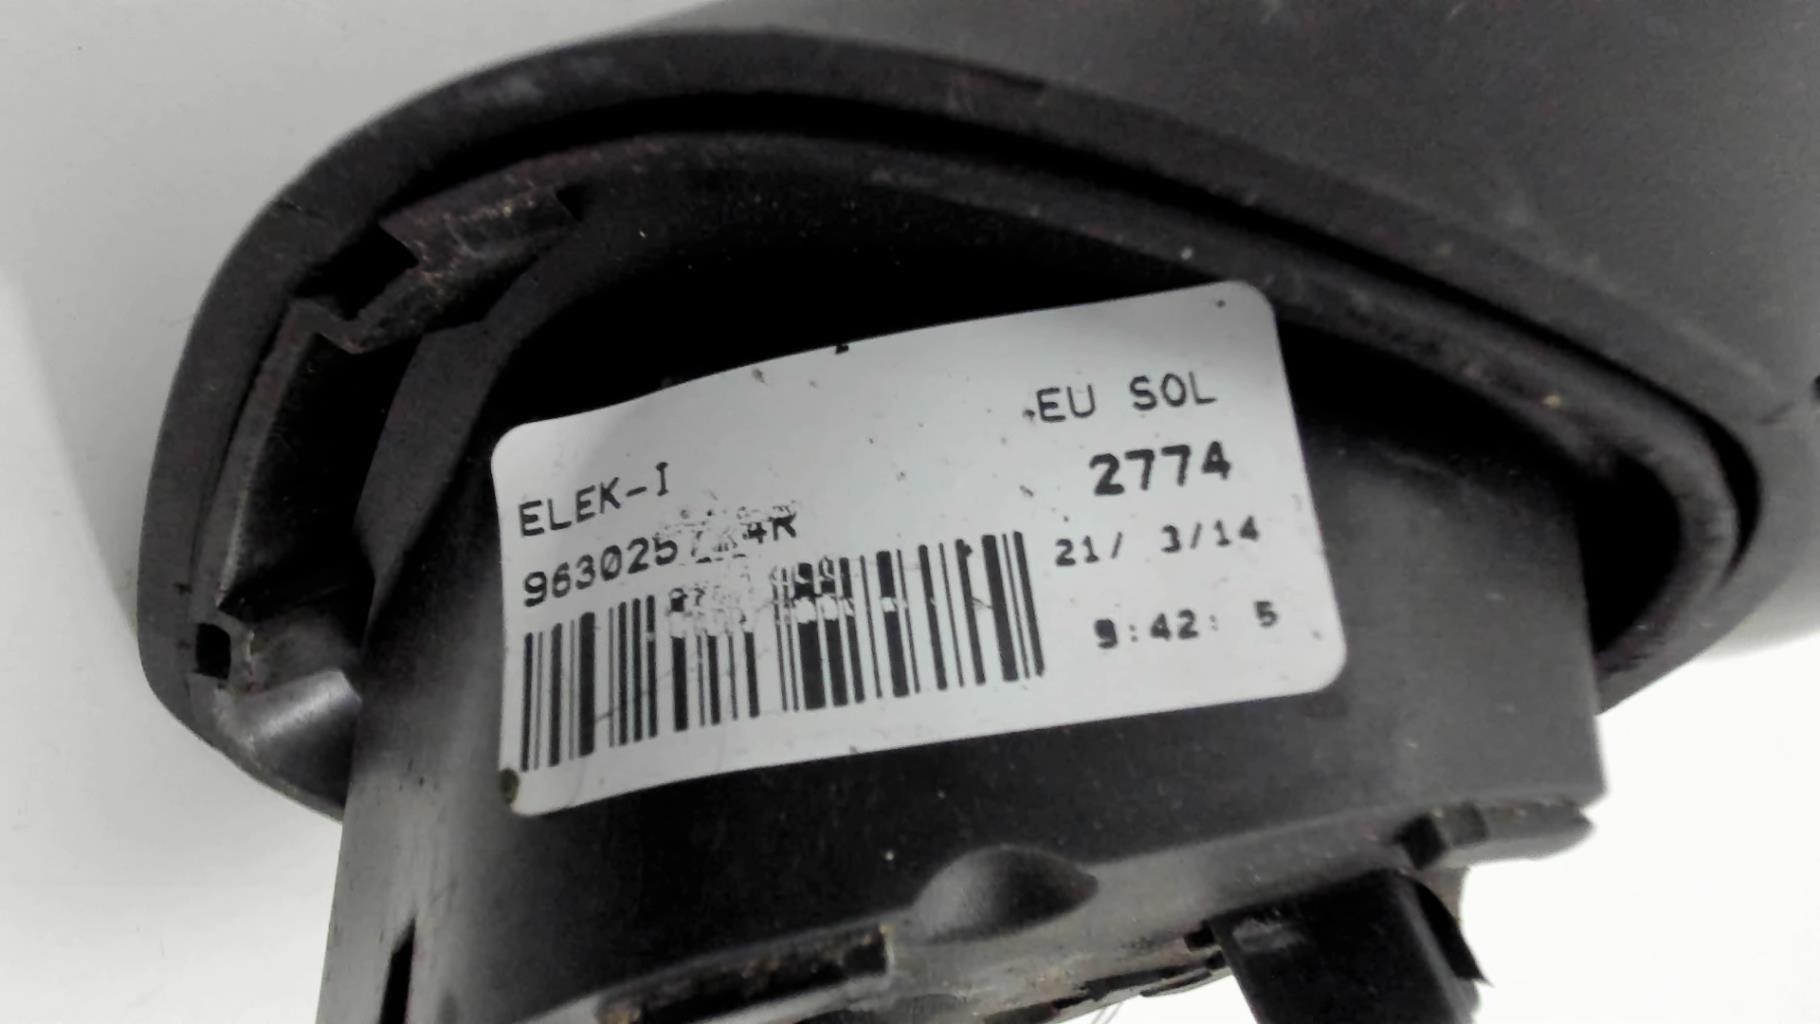 EU SOL
ELEK-I
2774
21/ 3/14
9:42: 5